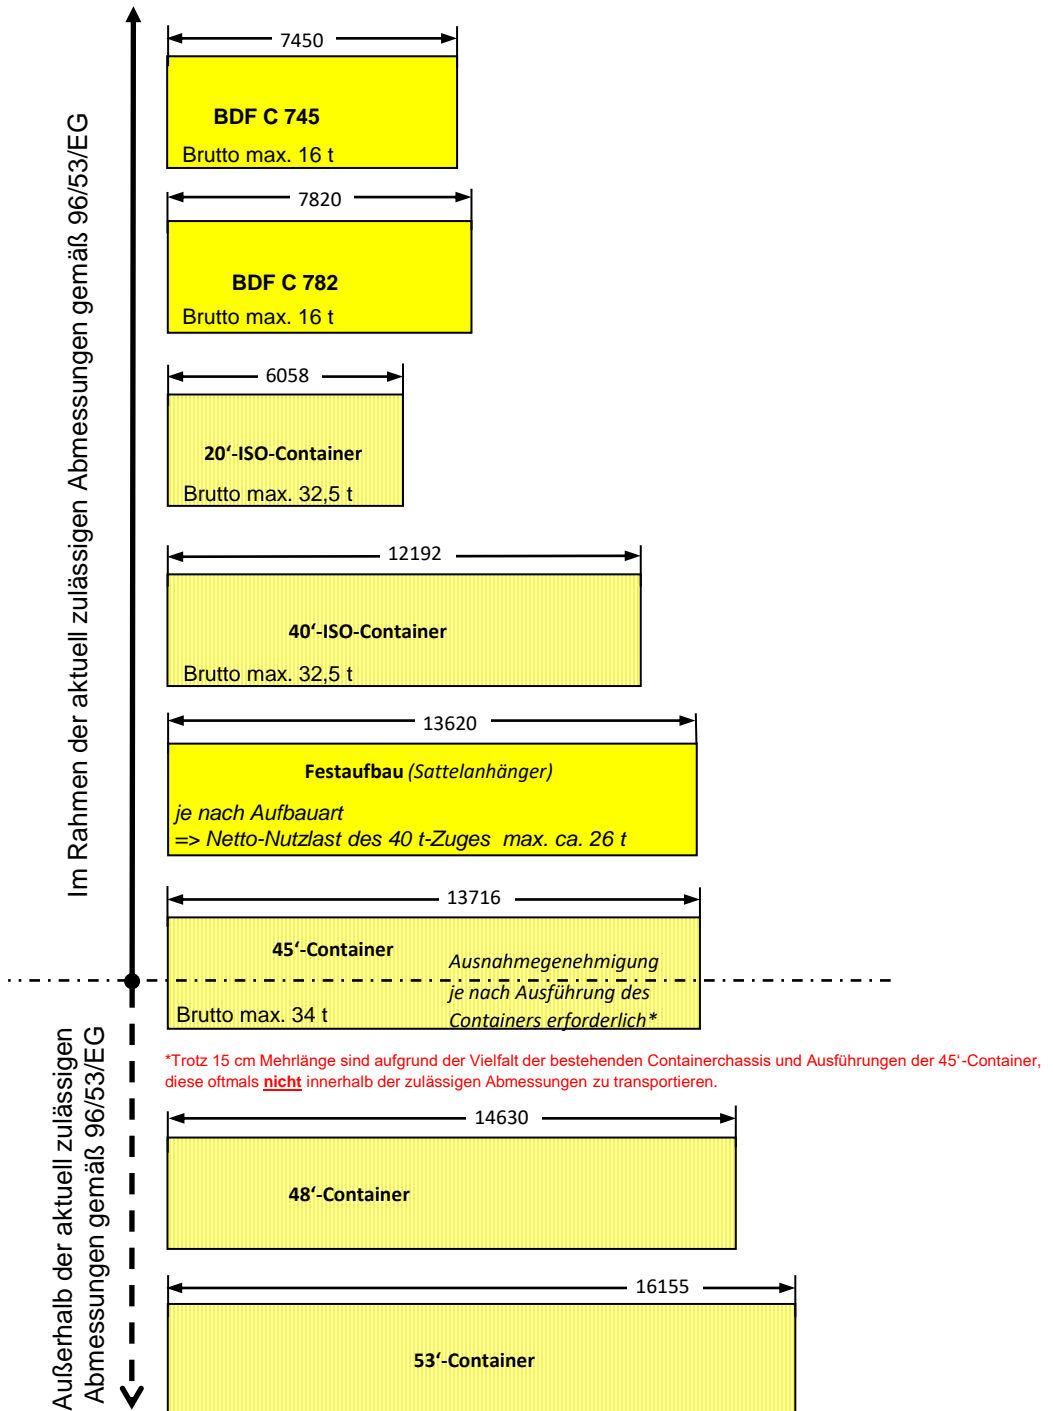 Im Rahmen der aktuell zulässigen Abmessungen gemäß 96/53/EG
7450
BDF C 745
Brutto max. 16 t
7820
BDF C 782
Brutto max. 16 t
6058
20‘-ISO-Container
Brutto max. 32,5 t
12192
40‘-ISO-Container
Brutto max. 32,5 t
13620
Festaufbau (Sattelanhänger)
je nach Aufbauart
=> Netto-Nutzlast des 40 t-Zuges max. ca. 26 t
13716
45‘-Container
Ausnahmegenehmigung
je nach Ausführung des
Containers erforderlich*
Brutto max. 34 t
*Trotz 15 cm Mehrlänge sind aufgrund der Vielfalt der bestehenden Containerchassis und Ausführungen der 45‘-Container,
diese oftmals nicht innerhalb der zulässigen Abmessungen zu transportieren.
Außerhalb der aktuell zulässigen
Abmessungen gemäß 96/53/EG
14630
48‘-Container
16155
53‘-Container